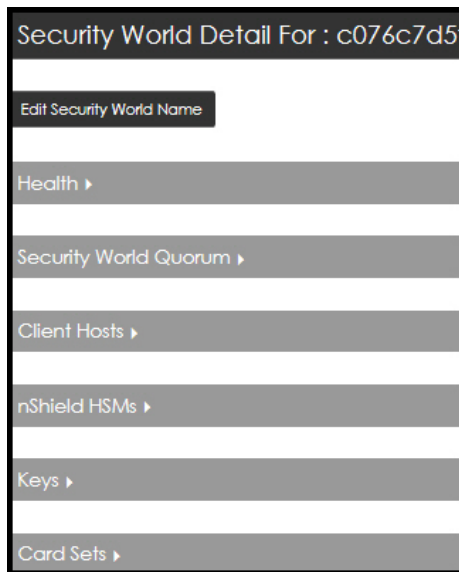 Security World Detail For : c076c7d5
Edit Security World Name
Health
Security World Quorum
Client Hosts
nShield HSMs
Keys
Card Sets